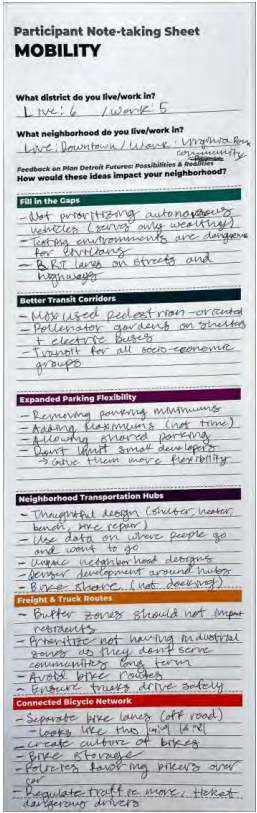 Participant Note-taking Sheet
MOBILITY
What district do you live/work in?
Live: 6 / Work: 5
What neighborhood do you live/work in?
Live: Downtown / Work: Virginia Park
community
Feedback on Plan Detroit Futures: Possibilities & Realities
How would these ideas impact your neighborhood?
Fill in the Gaps
- Not prioritizing autonomous
vehicles (serves only wealthy)
- Testing environments are dangerous
for civilians
- BRT lanes on streets and
highways
Better Transit Corridors
- Mixed used pedestrian-oriented
- Pollenator gardens on shelters
+ electric buses
- Transit for all socio-economic
groups
Expanded Parking Flexibility
- Removing parking minimums
- Adding maximums (not time)
- Allowing shared parking
- Don't limit small developers
→ Give them more flexibility
Neighborhood Transportation Hubs
- Thoughtful design (shelter, heater,
bench, bike repair)
- Use data on where people go
and want to go
- Unique neighborhood designs
- Denser development around hubs
- Bike share (not docking)
Freight & Truck Routes
- Buffer zones should not impact
residents
- Prioritize not having industrial
zones as they don't serve
communities long term
- Avoid bike routes
- Ensure trucks drive safely
Connected Bicycle Network
- Separate bike lanes (off road)
- looks like this
- Create culture of bikes
- Bike storage
- Policies favoring bikers over
car
- Regulate traffic more, ticket
dangerous drivers